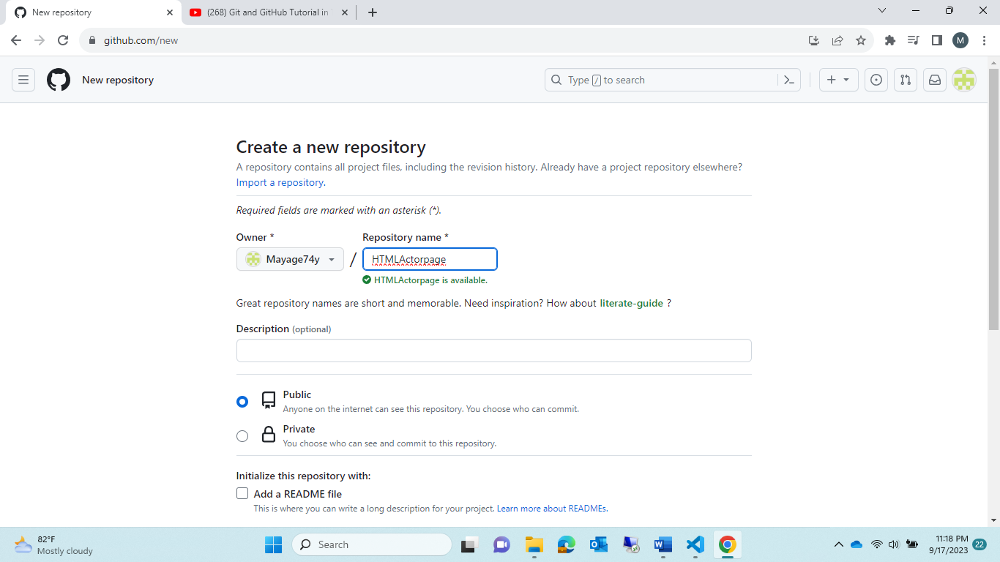 New repository
(268) Git and GitHub Tutorial in
github.com/new
M
New repository
Type / to search
Create a new repository
A repository contains all project files, including the revision history. Already have a project repository elsewhere?
Import a repository.
Required fields are marked with an asterisk (*).
Owner * Repository name *
Mayage74y / HTMLActorpage
HTMLActorpage is available.
Great repository names are short and memorable. Need inspiration? How about literate-guide ?
Description (optional)
Public
Anyone on the internet can see this repository. You choose who can commit.
Private
You choose who can see and commit to this repository.
Initialize this repository with:
Add a README file
This is where you can write a long description for your project. Learn more about READMEs.
82°F
Mostly cloudy
Search
11:18 PM
9/17/2023
22